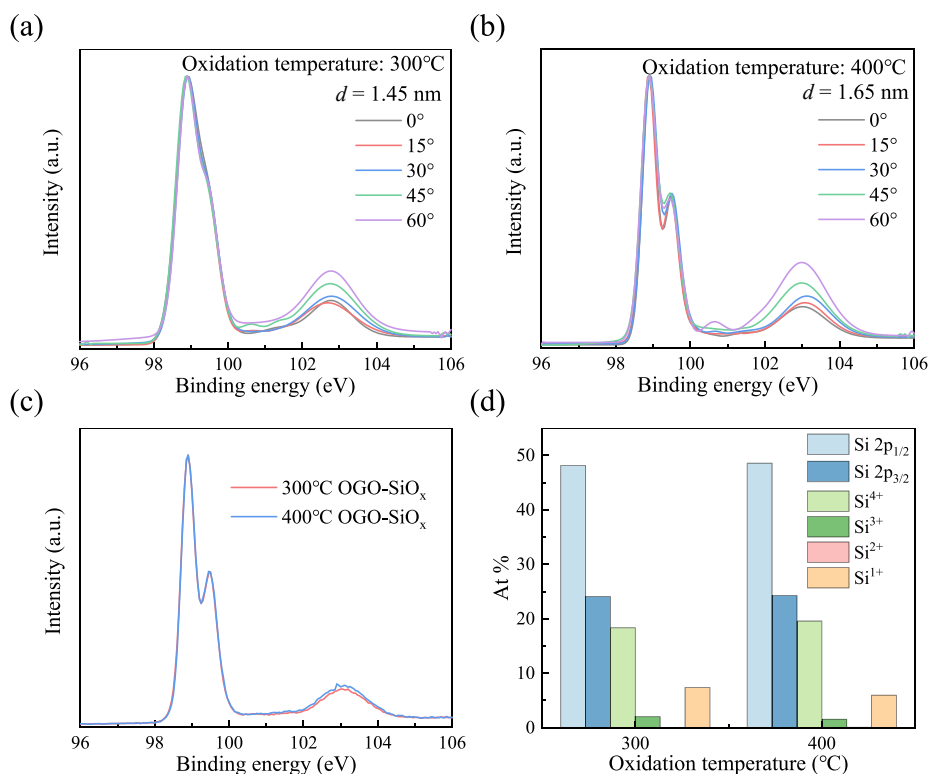 (a)
Oxidation temperature: 300℃
d = 1.45 nm
0°
15°
30°
45°
60°
Intensity (a.u.)
96 98 100 102 104 106
Binding energy (eV)
(b)
Oxidation temperature: 400℃
d = 1.65 nm
0°
15°
30°
45°
60°
Intensity (a.u.)
96 98 100 102 104 106
Binding energy (eV)
(c)
300℃ OGO-SiOₓ
400℃ OGO-SiOₓ
Intensity (a.u.)
96 98 100 102 104 106
Binding energy (eV)
(d)
Si 2p₁/₂
Si 2p₃/₂
Si⁴⁺
Si³⁺
Si²⁺
Si¹⁺
At %
50
40
30
20
10
0
300 400
Oxidation temperature (℃)